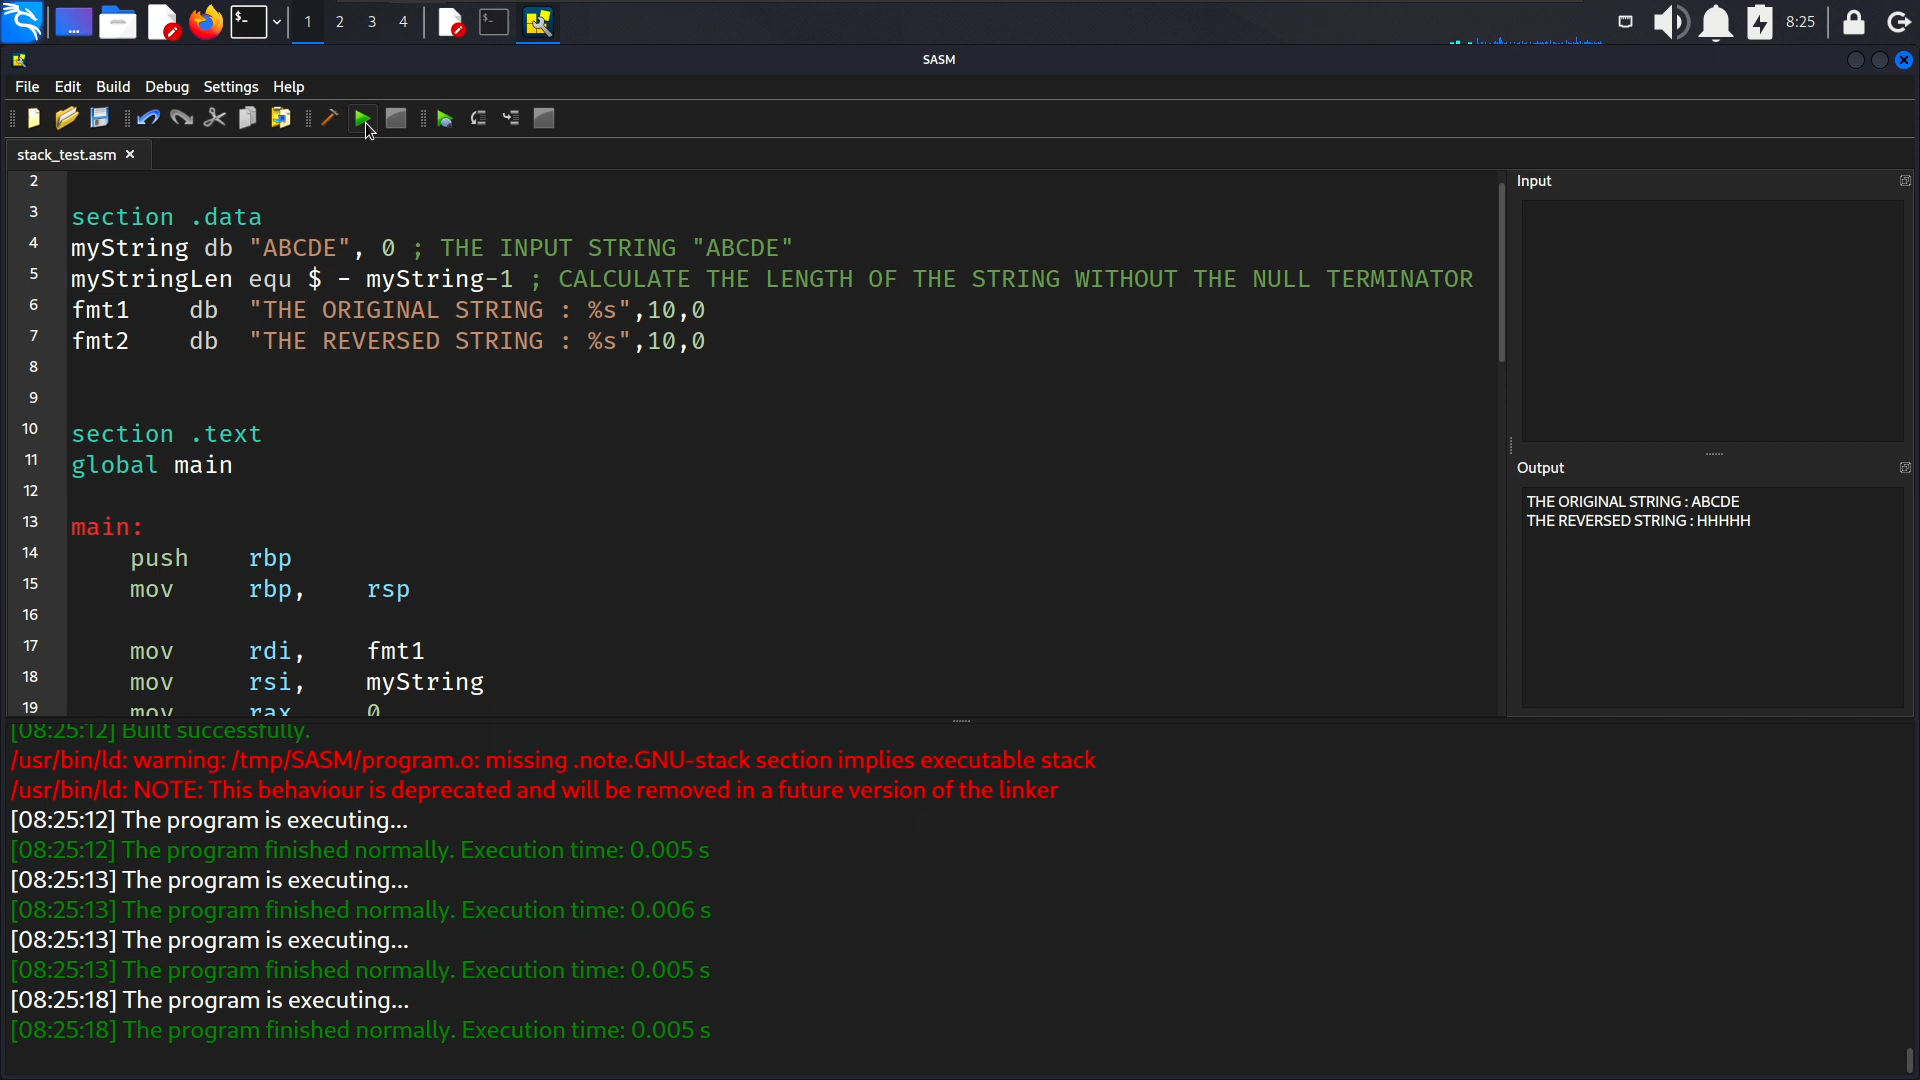 1 2 3 4 8:25
SASM
File Edit Build Debug Settings Help
stack_test.asm
2
3 section .data
4 myString db "ABCDE", 0 ; THE INPUT STRING "ABCDE"
5 myStringLen equ $ - myString-1 ; CALCULATE THE LENGTH OF THE STRING WITHOUT THE NULL TERMINATOR
6 fmt1 db "THE ORIGINAL STRING : %s",10,0
7 fmt2 db "THE REVERSED STRING : %s",10,0
8
9
10 section .text
11 global main
12
13 main:
14 push rbp
15 mov rbp, rsp
16
17 mov rdi, fmt1
18 mov rsi, myString
19 mov rax 0
Input
Output
THE ORIGINAL STRING : ABCDE
THE REVERSED STRING : HHHHH
[08:25:12] Built successfully.
/usr/bin/ld: warning: /tmp/SASM/program.o: missing .note.GNU-stack section implies executable stack
/usr/bin/ld: NOTE: This behaviour is deprecated and will be removed in a future version of the linker
[08:25:12] The program is executing...
[08:25:12] The program finished normally. Execution time: 0.005 s
[08:25:13] The program is executing...
[08:25:13] The program finished normally. Execution time: 0.006 s
[08:25:13] The program is executing...
[08:25:13] The program finished normally. Execution time: 0.005 s
[08:25:18] The program is executing...
[08:25:18] The program finished normally. Execution time: 0.005 s